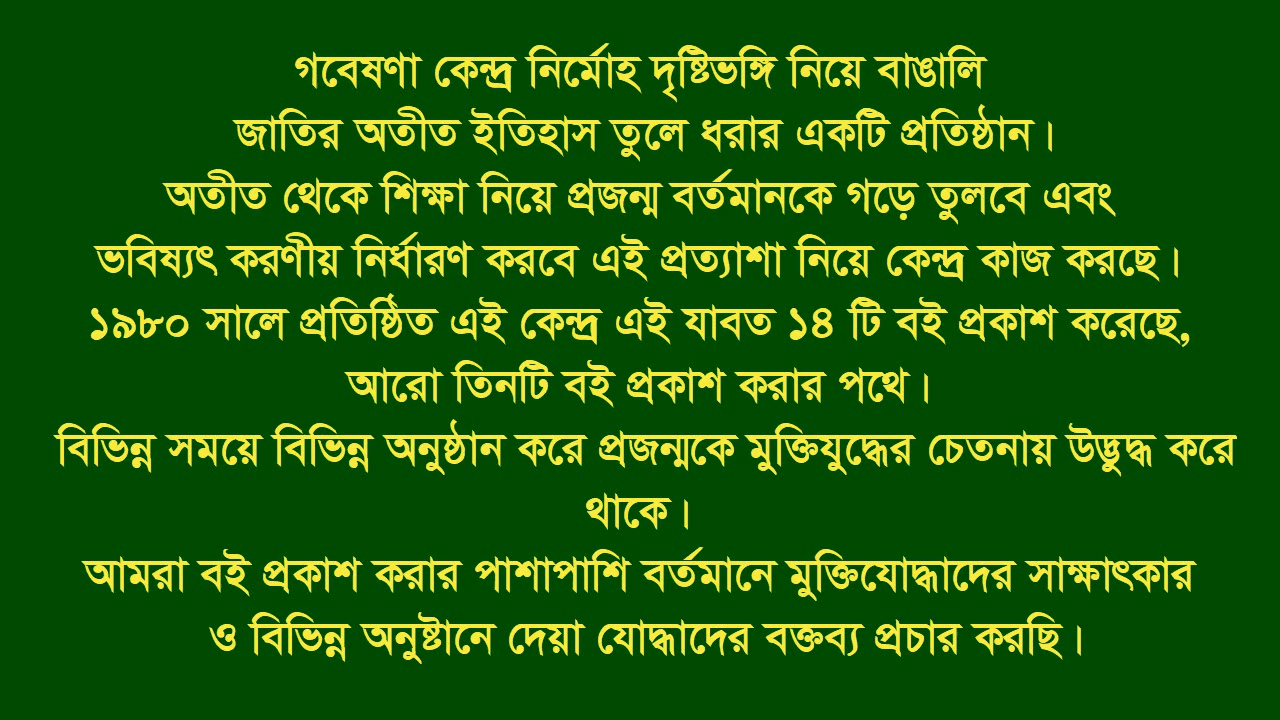 গবেষণা কেন্দ্র নির্মোহ দৃষ্টিভঙ্গি নিয়ে বাঙালি
জাতির অতীত ইতিহাস তুলে ধরার একটি প্রতিষ্ঠান।
অতীত থেকে শিক্ষা নিয়ে প্রজন্ম বর্তমানকে গড়ে তুলবে এবং
ভবিষ্যৎ করণীয় নির্ধারণ করবে এই প্রত্যাশা নিয়ে কেন্দ্র কাজ করছে।
১৯৮০ সালে প্রতিষ্ঠিত এই কেন্দ্র এই যাবত ১৪ টি বই প্রকাশ করেছে,
আরো তিনটি বই প্রকাশ করার পথে।
বিভিন্ন সময়ে বিভিন্ন অনুষ্ঠান করে প্রজন্মকে মুক্তিযুদ্ধের চেতনায় উদ্ভুদ্ধ করে
থাকে।
আমরা বই প্রকাশ করার পাশাপাশি বর্তমানে মুক্তিযোদ্ধাদের সাক্ষাৎকার
ও বিভিন্ন অনুষ্টানে দেয়া যোদ্ধাদের বক্তব্য প্রচার করছি।